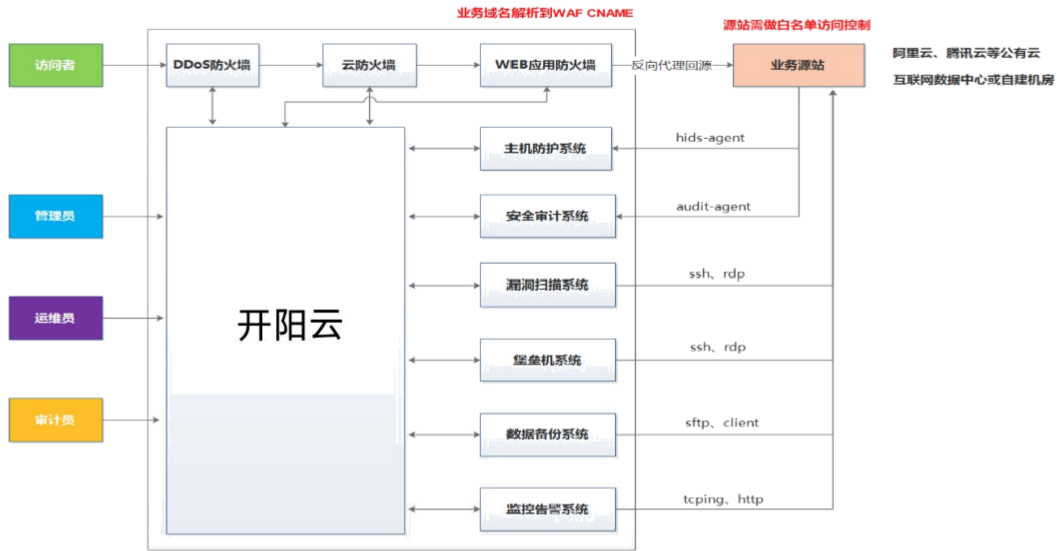 业务域名解析到WAF CNAME
源站需做白名单访问控制
访问者
DDoS防火墙
云防火墙
WEB应用防火墙
反向代理回源
业务源站
阿里云、腾讯云等公有云
互联网数据中心或自建机房
主机防护系统
hids-agent
管理员
安全审计系统
audit-agent
漏洞扫描系统
ssh、rdp
运维员
开阳云
堡垒机系统
ssh、rdp
审计员
数据备份系统
sftp、client
监控告警系统
tcping、http